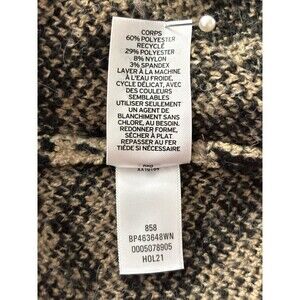 CORPS
60% POLYESTER
RECYCLÉ
29% POLYESTER
8% NYLON
3% SPANDEX
LAVER À LA MACHINE
À L'EAU FROIDE,
CYCLE DÉLICAT, AVEC
DES COULEURS
SEMBLABLES
UTILISER SEULEMENT
UN AGENT DE
BLANCHIMENT SANS
CHLORE, AU BESOIN.
REDONNER FORME,
SÉCHER À PLAT
REPASSER AU FER
TIÈDE SI NÉCESSAIRE
858
BP463648WN
0005078905
HOL21